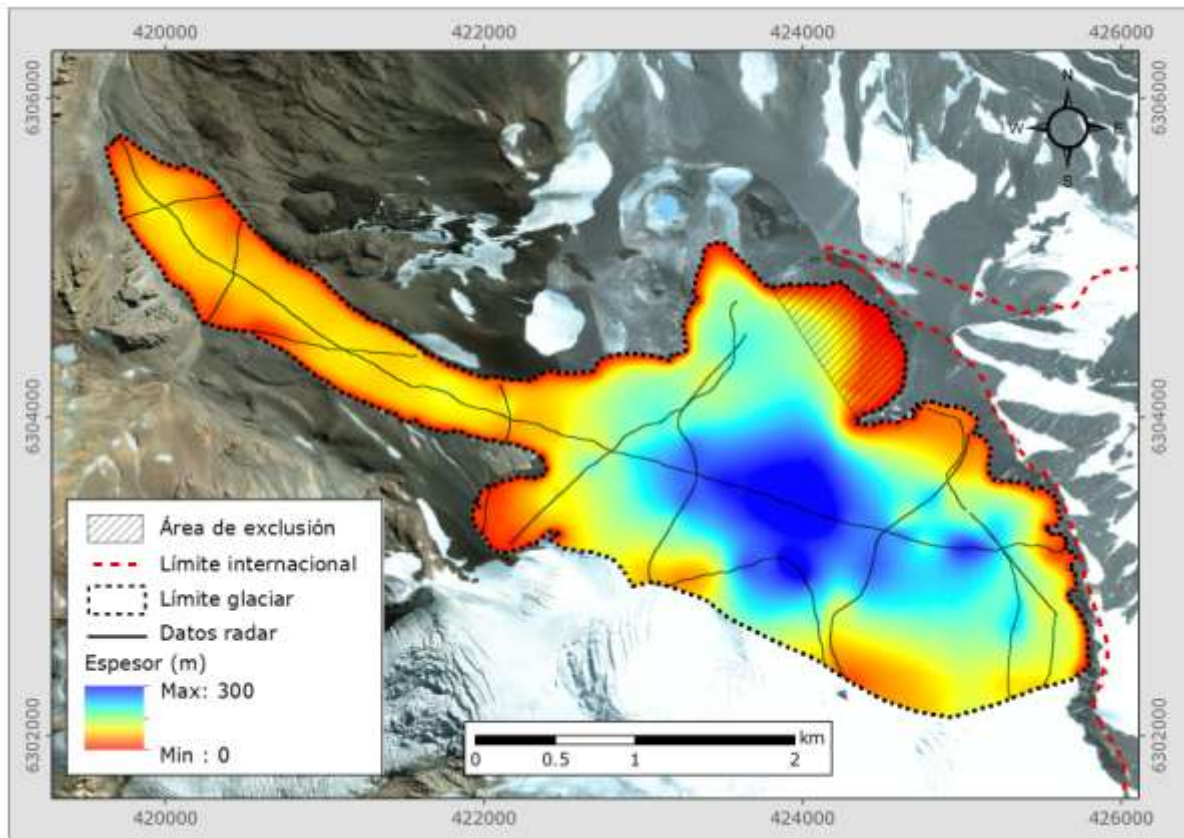 420000 422000 424000 426000
6306000 6306000
N
W E
S
6304000 6304000
Área de exclusión
Límite internacional
Límite glaciar
Datos radar
Espesor (m)
Max: 300
Min : 0
km
0 0.5 1 2
6302000 6302000
420000 422000 424000 426000